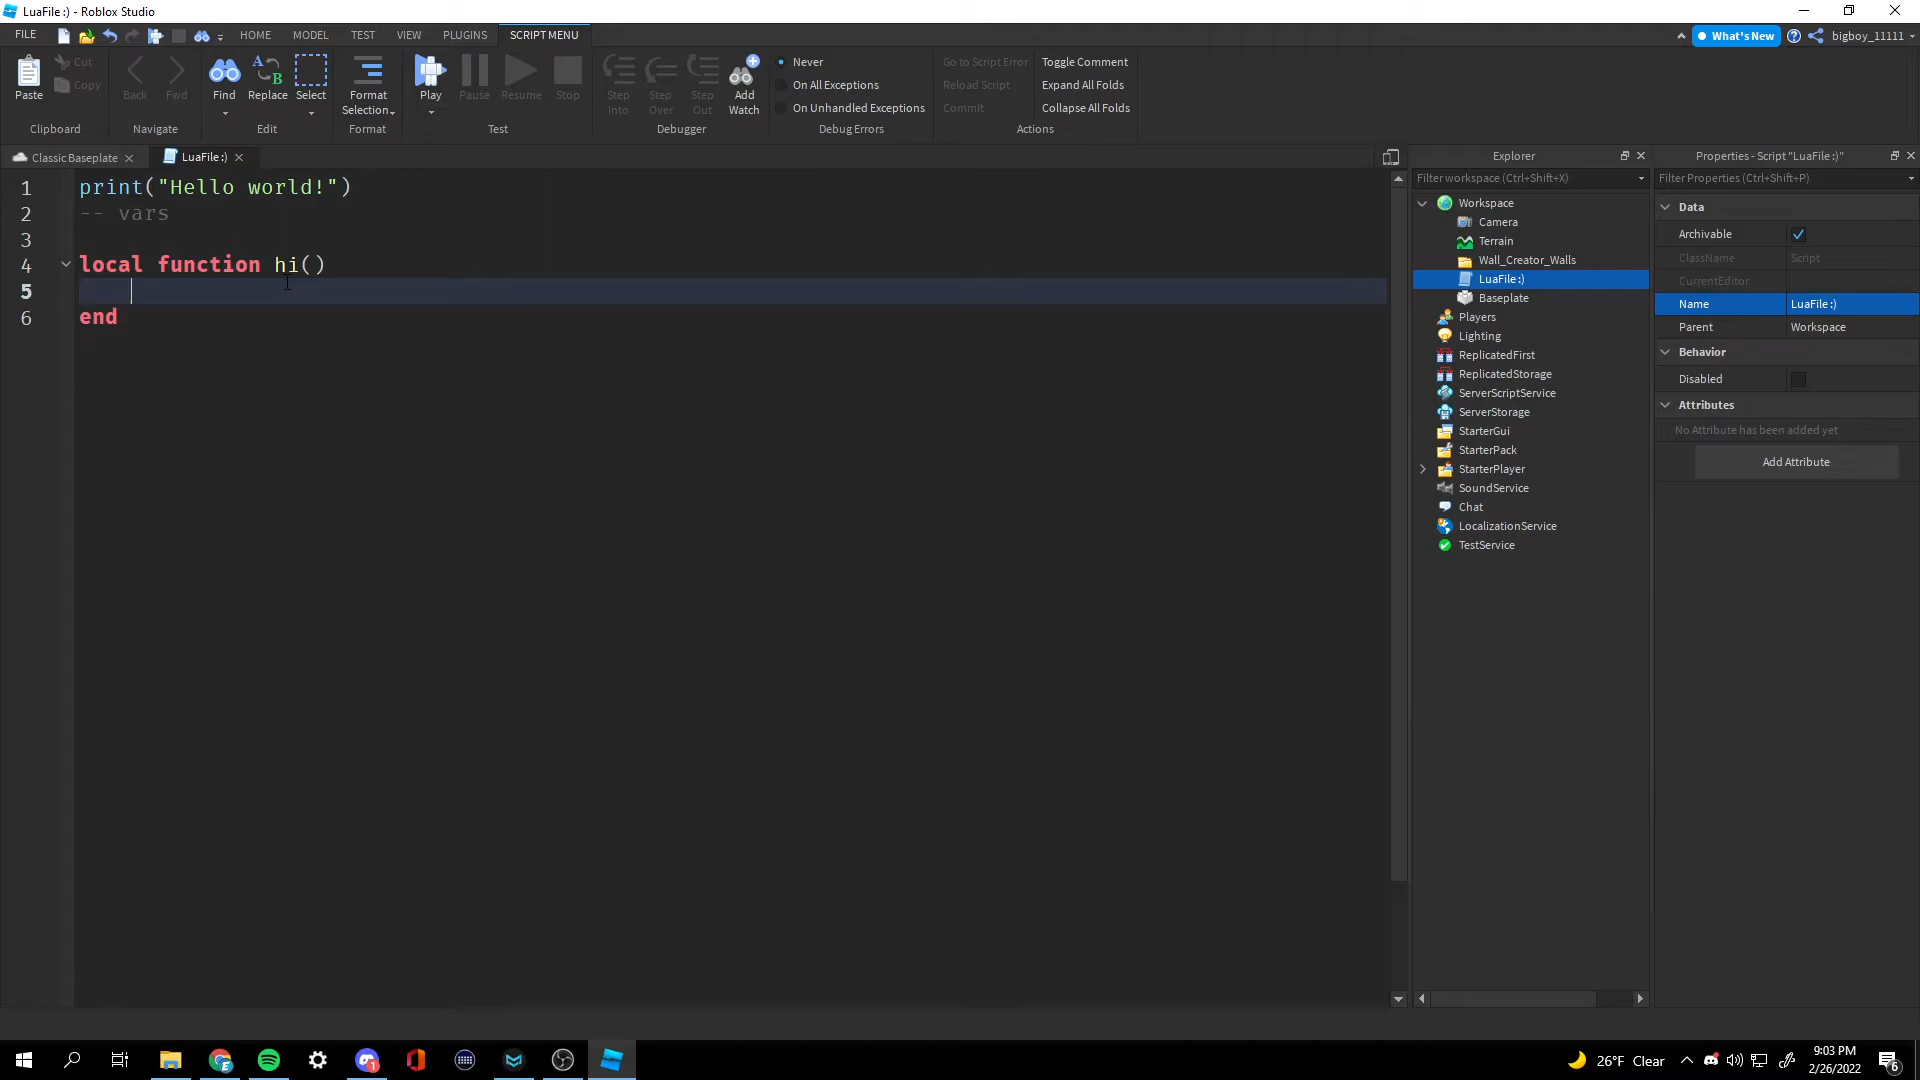 LuaFile :) - Roblox Studio
FILE HOME MODEL TEST VIEW PLUGINS SCRIPT MENU What's New bigboy_11111
Paste Cut Copy Clipboard
Back Fwd Navigate
Find Replace Select Edit
Format Selection Format
Play Pause Resume Stop Test
Step Into Step Over Step Out Add Watch Debugger
Never
On All Exceptions
On Unhandled Exceptions
Debug Errors
Go to Script Error Toggle Comment
Reload Script Expand All Folds
Commit Collapse All Folds
Actions
Classic Baseplate LuaFile :)
1 print("Hello world!")
2 -- vars
3
4 local function hi()
5
6 end
Explorer
Filter workspace (Ctrl+Shift+X)
Workspace
Camera
Terrain
Wall_Creator_Walls
LuaFile :)
Baseplate
Players
Lighting
ReplicatedFirst
ReplicatedStorage
ServerScriptService
ServerStorage
StarterGui
StarterPack
StarterPlayer
SoundService
Chat
LocalizationService
TestService
Properties - Script "LuaFile :)"
Filter Properties (Ctrl+Shift+P)
Data
Archivable
ClassName Script
CurrentEditor
Name LuaFile :)
Parent Workspace
Behavior
Disabled
Attributes
No Attribute has been added yet
Add Attribute
1
26°F Clear
9:03 PM
2/26/2022
6